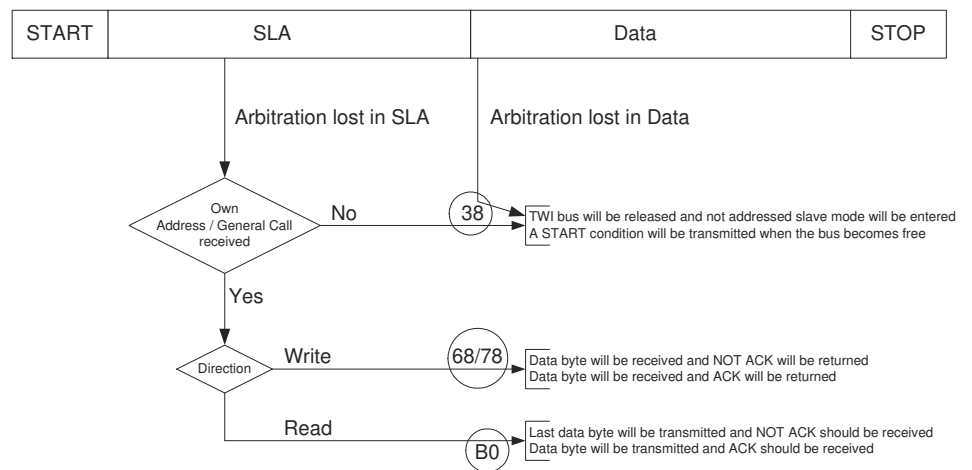 START SLA Data STOP
Arbitration lost in SLA Arbitration lost in Data
Own
Address / General Call
received
No
38
TWI bus will be released and not addressed slave mode will be entered
A START condition will be transmitted when the bus becomes free
Yes
Direction
Write
68/78
Data byte will be received and NOT ACK will be returned
Data byte will be received and ACK will be returned
Read
B0
Last data byte will be transmitted and NOT ACK should be received
Data byte will be transmitted and ACK should be received